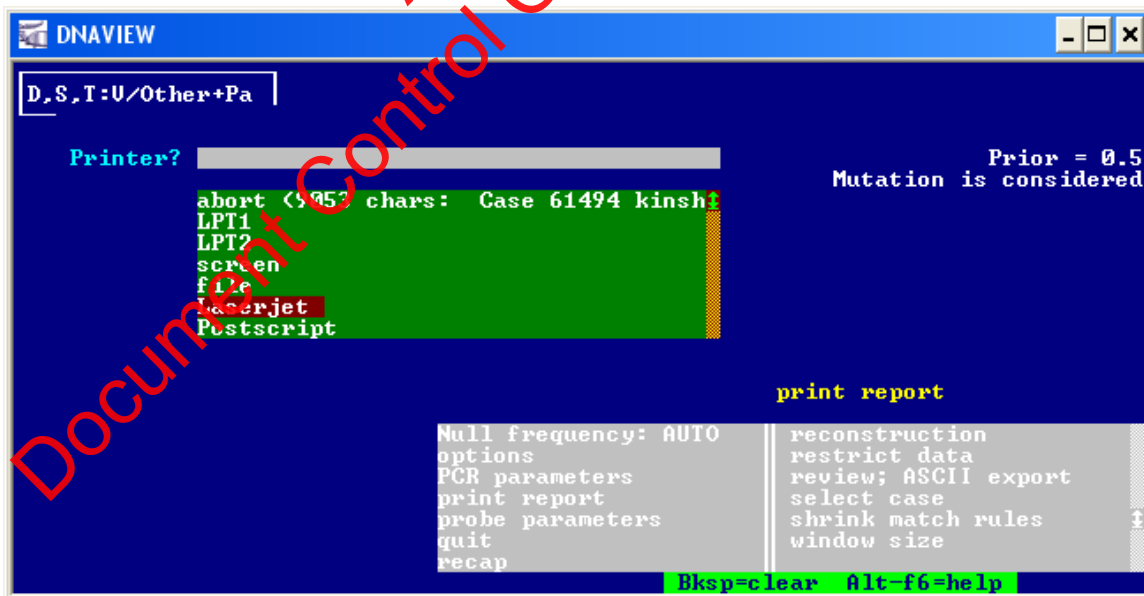 DNAVIEW
D,S,T:V/Other+Pa
Printer?
Prior = 0.5
Mutation is considered
abort (9053 chars: Case 61494 kinsh
LPT1
LPT2
screen
file
Laserjet
Postscript
print report
Null frequency: AUTO
options
PCR parameters
print report
probe parameters
quit
recap
reconstruction
restrict data
review; ASCII export
select case
shrink match rules
window size
Bksp=clear Alt-f6=help
Document Control